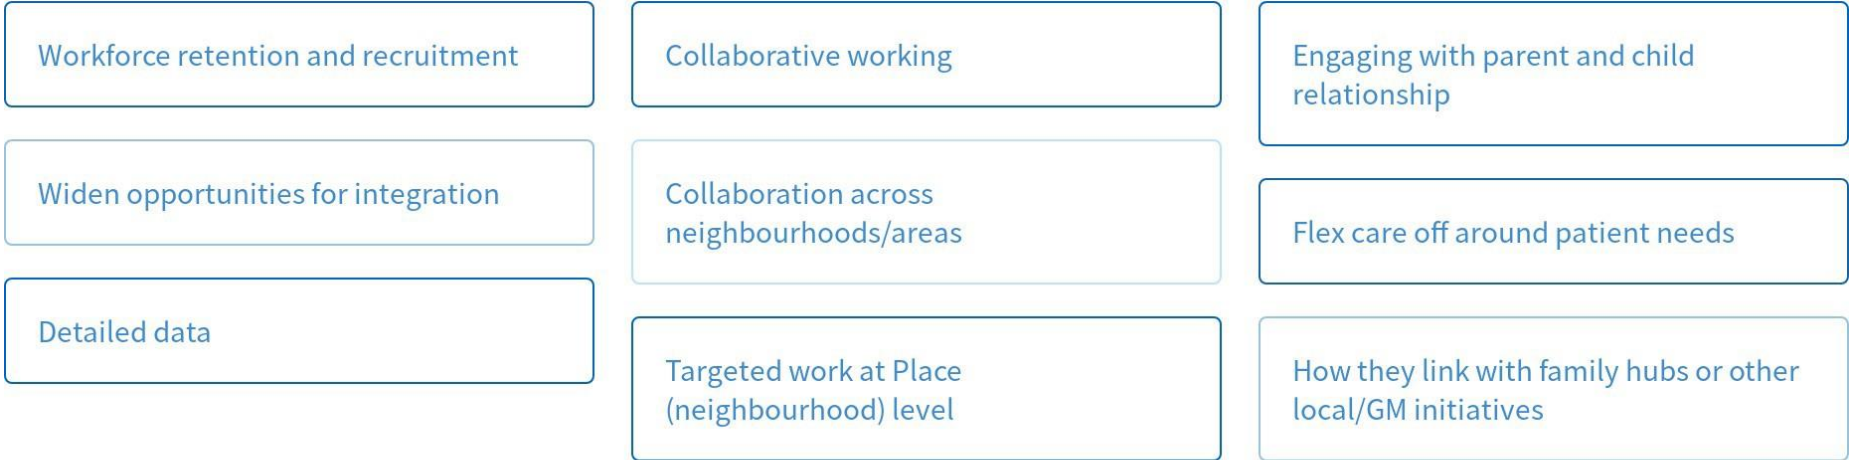 Workforce retention and recruitment
Widen opportunities for integration
Detailed data
Collaborative working
Collaboration across
neighbourhoods/areas
Targeted work at Place
(neighbourhood) level
Engaging with parent and child
relationship
Flex care off around patient needs
How they link with family hubs or other
local/GM initiatives